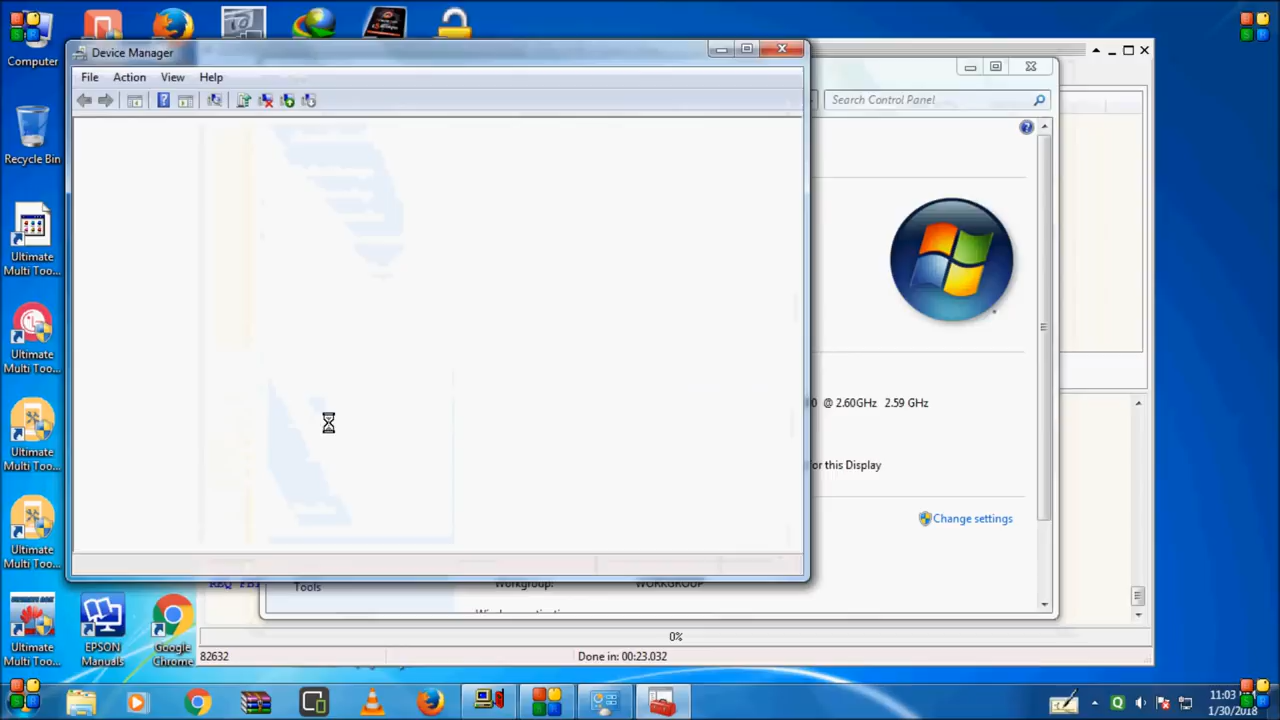 Computer
Recycle Bin
Ultimate
Multi Too...
Ultimate
Multi Too...
Ultimate
Multi Too...
Ultimate
Multi Too...
Ultimate
Multi Too...
EPSON
Manuals
Google
Chrome
Device Manager
File Action View Help
Search Control Panel
@ 2.60GHz 2.59 GHz
for this Display
Change settings
Tools
Workgroup: WORKGROUP
0%
82632
Done in: 00:23.032
11:03
1/30/2018